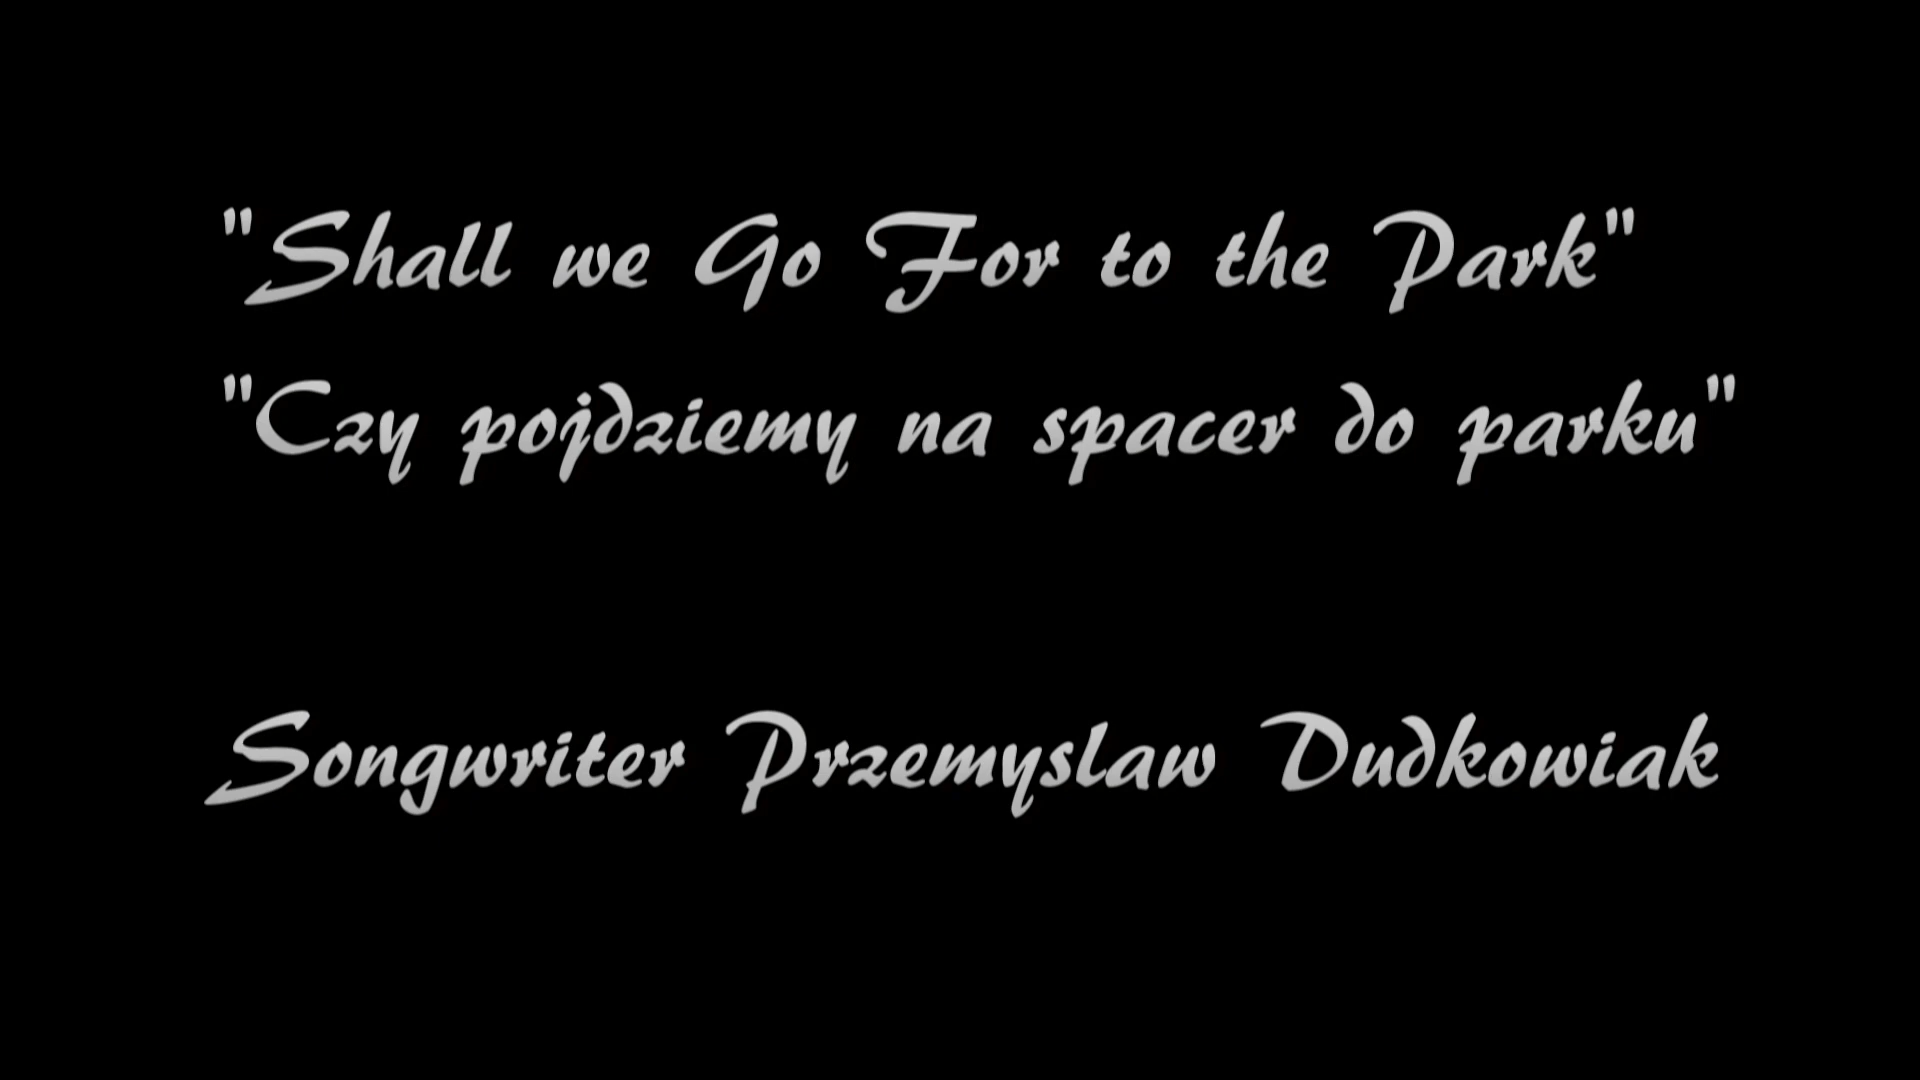 "Shall we Go For to the Park"
"Czy pojdziemy na spacer do parku"
Songwriter Przemyslaw Dudkowiak